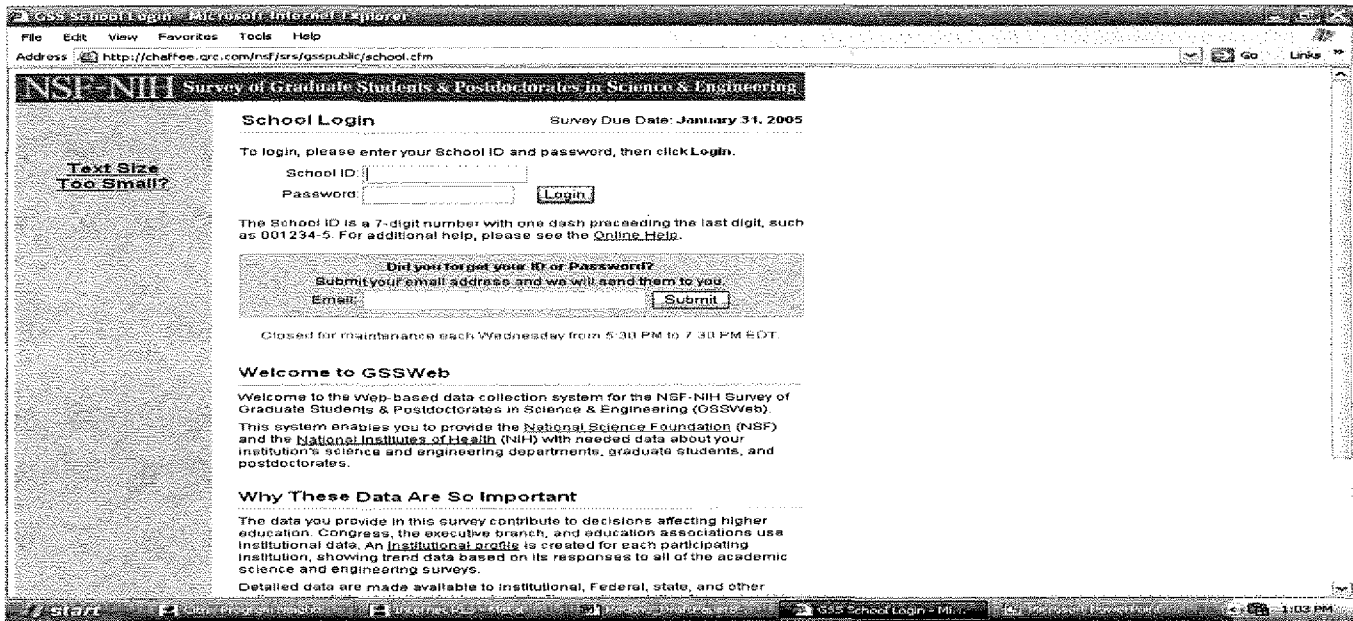 GSS School Login - Microsoft Internet Explorer
File Edit View Favorites Tools Help
Address http://chaffee.qrc.com/nsf/srs/gsspublic/school.cfm Go Links »
NSF-NIH Survey of Graduate Students & Postdoctorates in Science & Engineering
School Login Survey Due Date: January 31, 2005
To login, please enter your School ID and password, then click Login.
Text Size
Too Small?
School ID:
Password: Login
The School ID is a 7-digit number with one dash preceeding the last digit, such
as 001234-5. For additional help, please see the Online Help.
Did you forget your ID or Password?
Submit your email address and we will send them to you.
Email: Submit
Closed for maintenance each Wednesday from 5:30 PM to 7:30 PM EDT.
Welcome to GSSWeb
Welcome to the Web-based data collection system for the NSF-NIH Survey of
Graduate Students & Postdoctorates in Science & Engineering (GSSWeb).
This system enables you to provide the National Science Foundation (NSF)
and the National Institutes of Health (NIH) with needed data about your
institution's science and engineering departments, graduate students, and
postdoctorates.
Why These Data Are So Important
The data you provide in this survey contribute to decisions affecting higher
education. Congress, the executive branch, and education associations use
institutional data. An institutional profile is created for each participating
institution, showing trend data based on its responses to all of the academic
science and engineering surveys.
Detailed data are made available to institutional, Federal, state, and other
start GSS School Login - Mi... Microsoft PowerPoint 1:03 PM